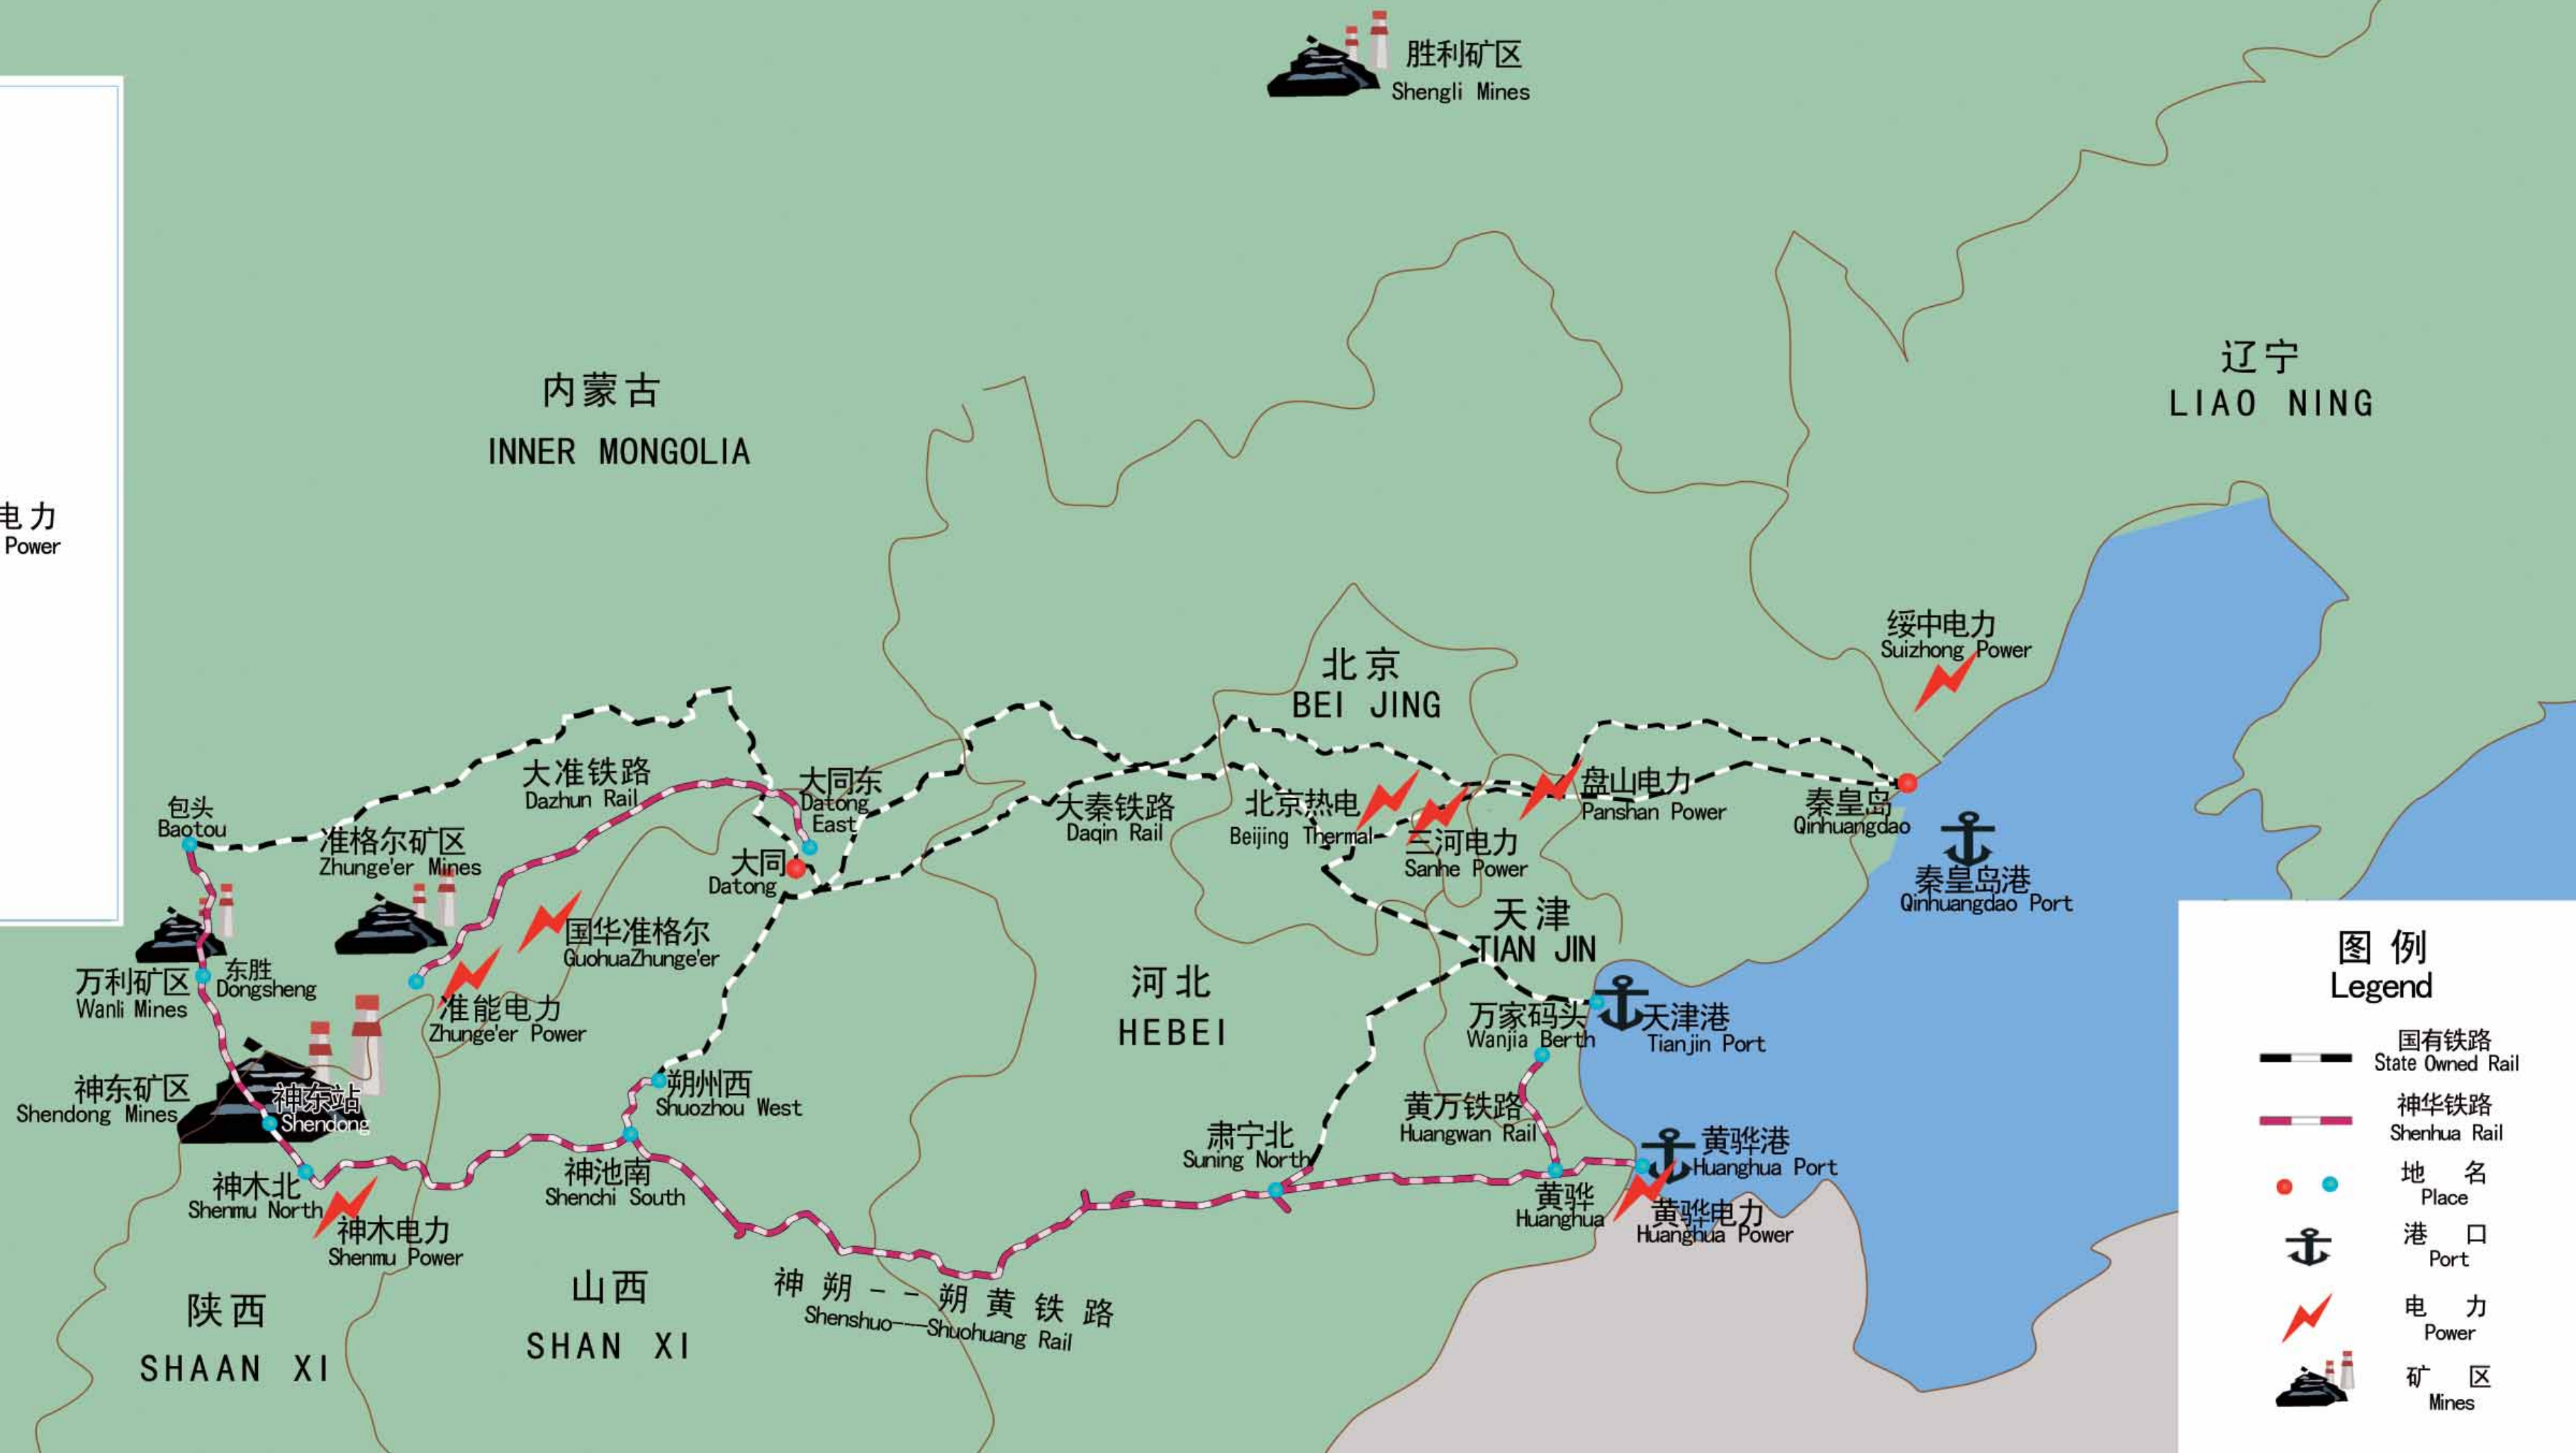 胜利矿区
Shengli Mines
电力
Power
内蒙古
INNER MONGOLIA
辽宁
LIAO NING
绥中电力
Suizhong Power
北京
BEI JING
大准铁路
Dazhun Rail
大同东
Datong
East
包头
Baotou
准格尔矿区
Zhunge'er Mines
大同
Datong
大秦铁路
Daqin Rail
北京热电
Beijing Thermal
三河电力
Sanhe Power
盘山电力
Panshan Power
秦皇岛
Qinhuangdao
秦皇岛港
Qinhuangdao Port
国华准格尔
GuohuaZhunge'er
万利矿区
Wanli Mines
东胜
Dongsheng
准能电力
Zhunge'er Power
河北
HEBEI
天津
TIAN JIN
万家码头
Wanjia Berth
天津港
Tianjin Port
神东矿区
Shendong Mines
神东站
Shendong
朔州西
Shuozhou West
黄万铁路
Huangwan Rail
肃宁北
Suning North
黄骅港
Huanghua Port
神木北
Shenmu North
神木电力
Shenmu Power
神池南
Shenchi South
黄骅
Huanghua
黄骅电力
Huanghua Power
陕西
SHAAN XI
山西
SHAN XI
神朔--朔黄铁路
Shenshuo——Shuohuang Rail
图例
Legend
国有铁路
State Owned Rail
神华铁路
Shenhua Rail
地名
Place
港口
Port
电力
Power
矿区
Mines